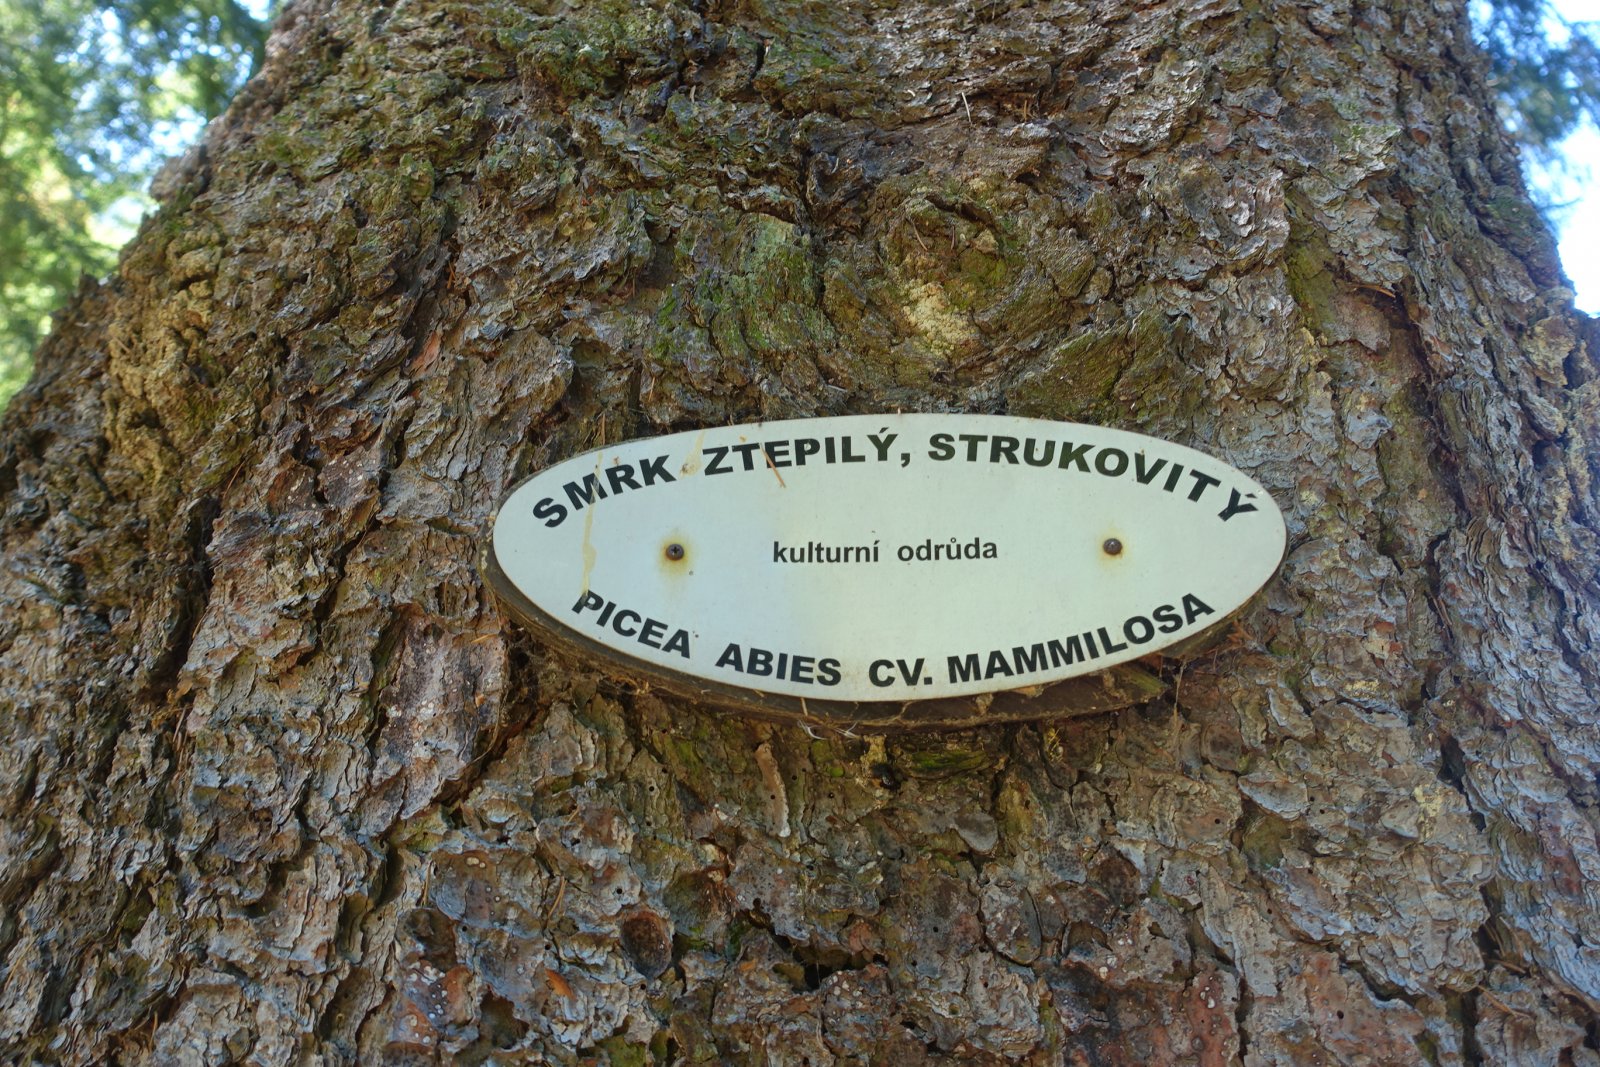 SMRK ZTEPILÝ, STRUKOVITÝ
kulturní odrůda
PICEA ABIES CV. MAMMILOSA